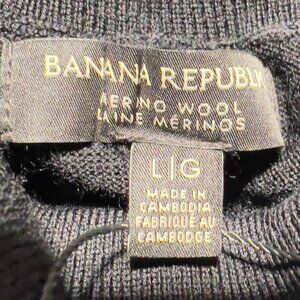 BANANA REPUBLIC
MERINO WOOL
LAINE MÉRINOS
L|G
MADE IN
CAMBODIA
FABRIQUÉ AU
CAMBODGE